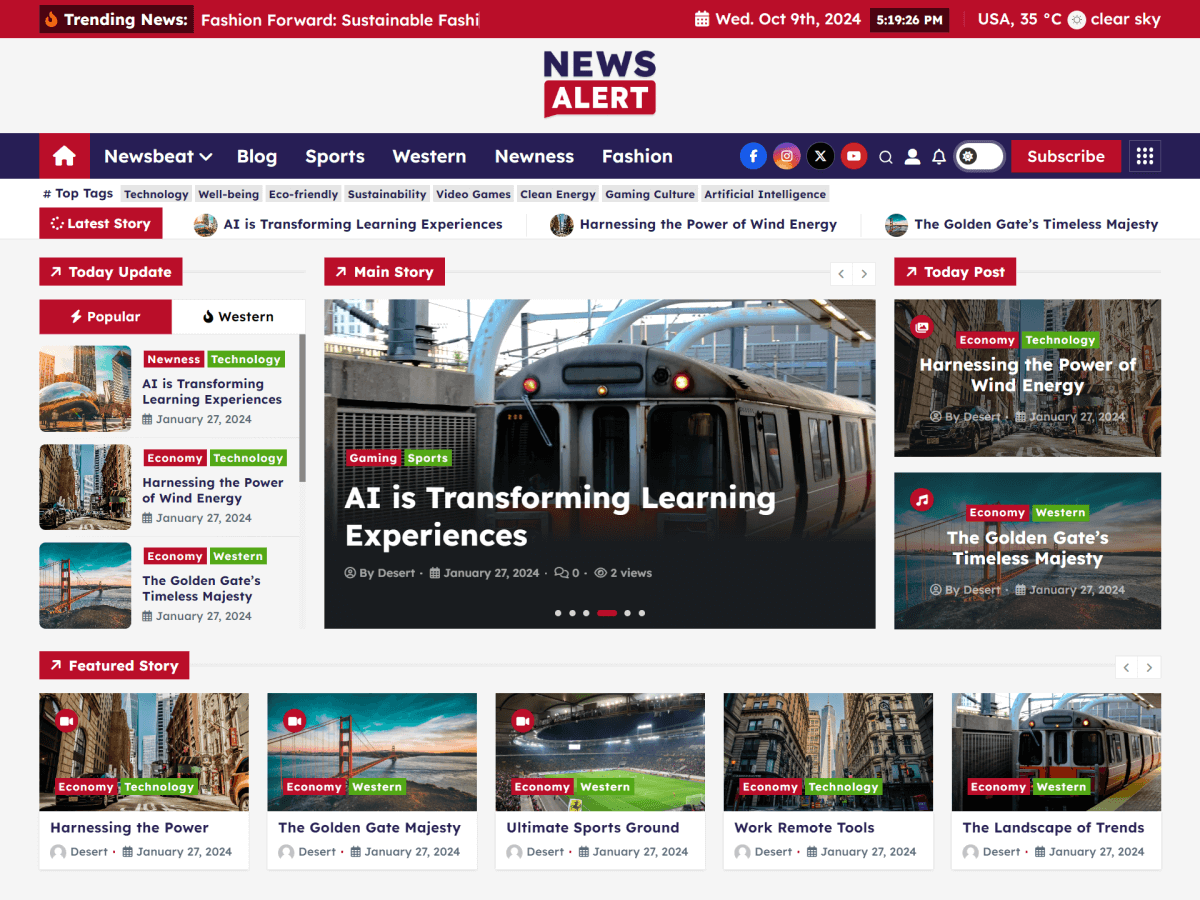 Trending News: Fashion Forward: Sustainable Fashi
Wed. Oct 9th, 2024 5:19:26 PM USA, 35 °C clear sky
NEWS
ALERT
Newsbeat Blog Sports Western Newness Fashion Subscribe
# Top Tags Technology Well-being Eco-friendly Sustainability Video Games Clean Energy Gaming Culture Artificial Intelligence
Latest Story AI is Transforming Learning Experiences Harnessing the Power of Wind Energy The Golden Gate’s Timeless Majesty
Today Update
Popular Western
Newness Technology
AI is Transforming
Learning Experiences
January 27, 2024
Economy Technology
Harnessing the Power
of Wind Energy
January 27, 2024
Economy Western
The Golden Gate’s
Timeless Majesty
January 27, 2024
Main Story
Gaming Sports
AI is Transforming Learning
Experiences
By Desert · January 27, 2024 · 0 · 2 views
Today Post
Economy Technology
Harnessing the Power of
Wind Energy
By Desert · January 27, 2024
Economy Western
The Golden Gate’s
Timeless Majesty
By Desert · January 27, 2024
Featured Story
Economy Technology
Harnessing the Power
Desert · January 27, 2024
Economy Western
The Golden Gate Majesty
Desert · January 27, 2024
Economy Western
Ultimate Sports Ground
Desert · January 27, 2024
Economy Technology
Work Remote Tools
Desert · January 27, 2024
Economy Western
The Landscape of Trends
Desert · January 27, 2024